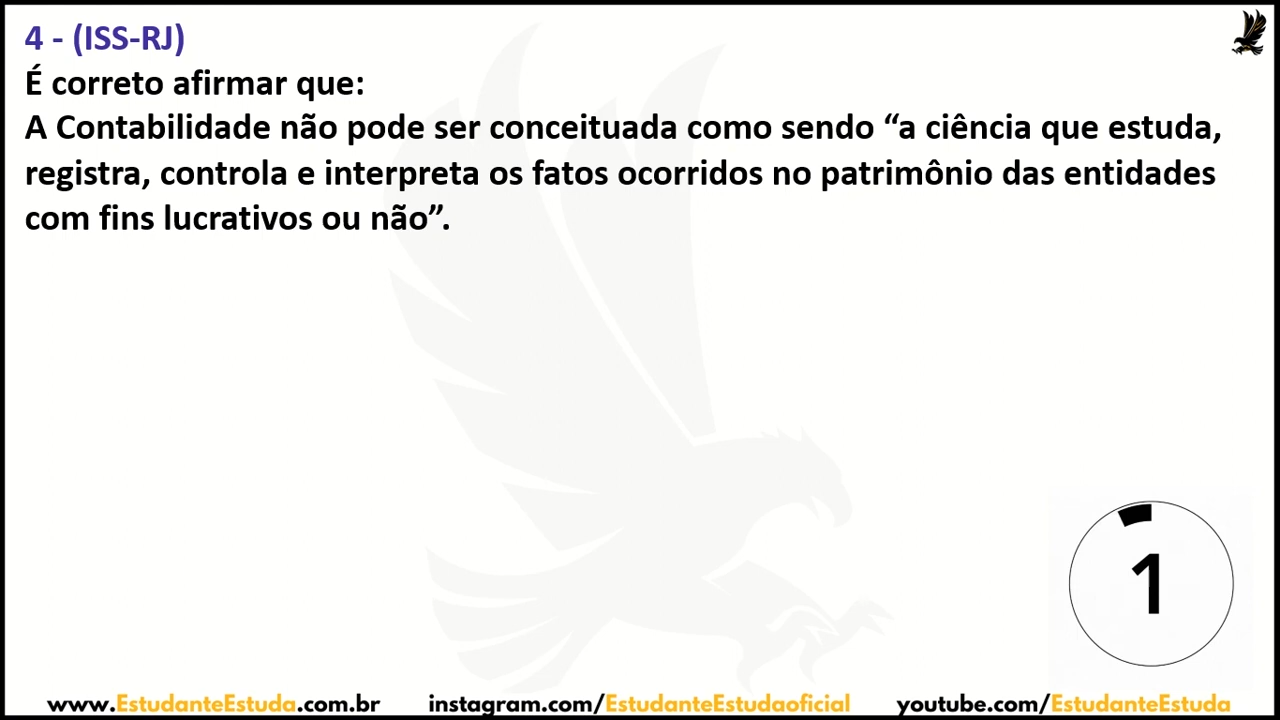 4 - (ISS-RJ)
É correto afirmar que:
A Contabilidade não pode ser conceituada como sendo “a ciência que estuda,
registra, controla e interpreta os fatos ocorridos no patrimônio das entidades
com fins lucrativos ou não”.
1
www.EstudanteEstuda.com.br instagram.com/EstudanteEstudaoficial youtube.com/EstudanteEstuda